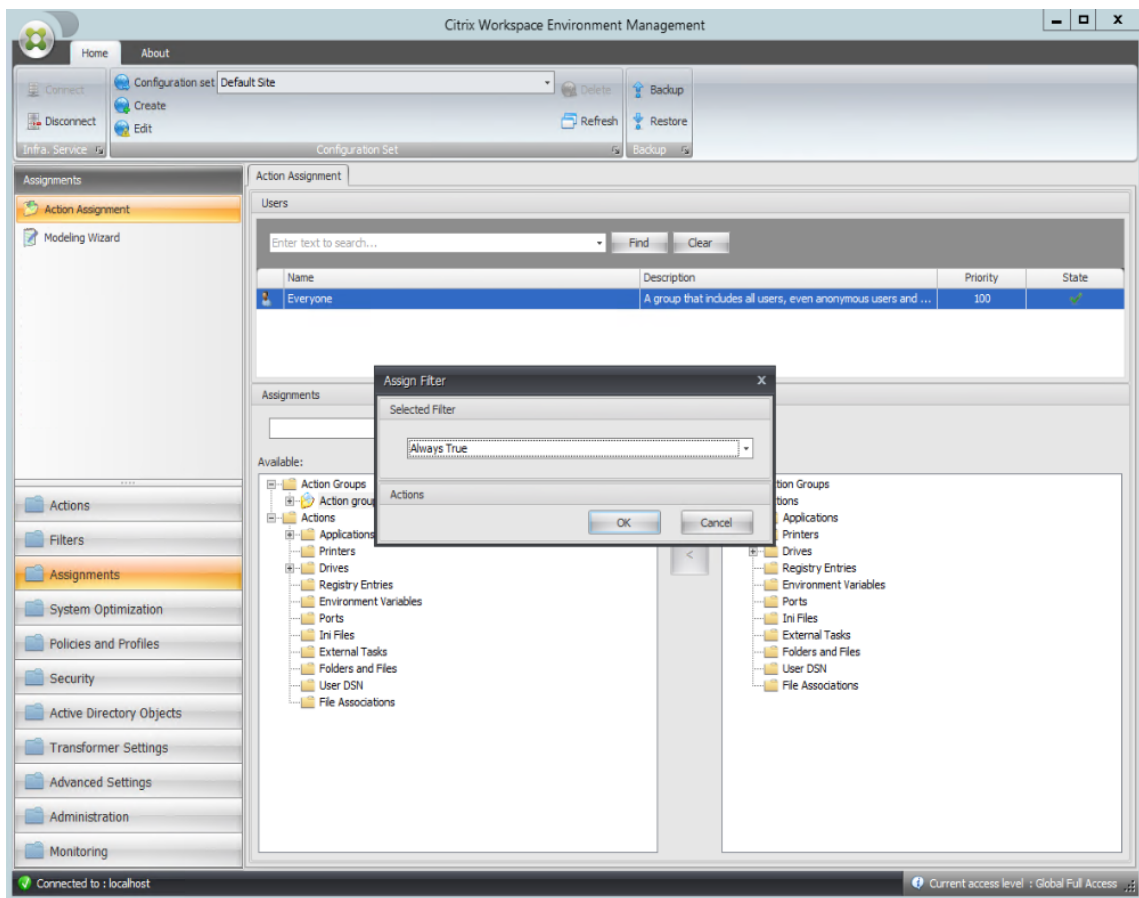 Citrix Workspace Environment Management
Home About
Connect
Disconnect
Infra. Service
Configuration set Default Site
Create
Edit
Delete
Refresh
Configuration Set
Backup
Restore
Backup
Assignments
Action Assignment
Modeling Wizard
Actions
Filters
Assignments
System Optimization
Policies and Profiles
Security
Active Directory Objects
Transformer Settings
Advanced Settings
Administration
Monitoring
Action Assignment
Users
Enter text to search... Find Clear
Name Description Priority State
Everyone A group that includes all users, even anonymous users and ... 100
Assignments
Available:
Action Groups
Action grou
Actions
Applications
Printers
Drives
Registry Entries
Environment Variables
Ports
Ini Files
External Tasks
Folders and Files
User DSN
File Associations
Assign Filter X
Selected Filter
Always True
Actions
OK Cancel
<
tion Groups
tions
Applications
Printers
Drives
Registry Entries
Environment Variables
Ports
Ini Files
External Tasks
Folders and Files
User DSN
File Associations
Connected to : localhost
Current access level : Global Full Access